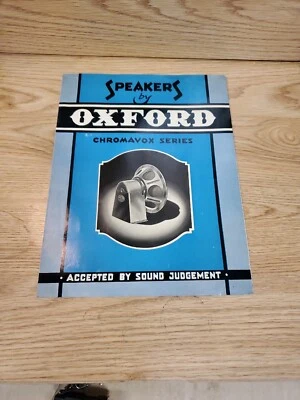 SPEAKERS
by
OXFORD
CHROMAVOX SERIES
• ACCEPTED BY SOUND JUDGEMENT •